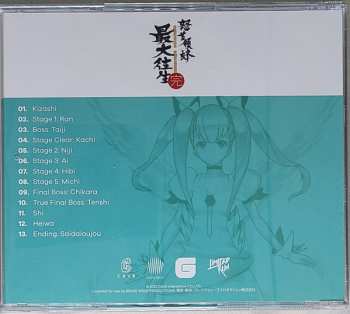 怒首領蜂
最大往生
完
01. Kizashi
02. Stage 1: Ran
03. Boss: Taiji
04. Stage Clear: Kachi
05. Stage 2: Niji
06. Stage 3: Ai
07. Stage 4: Hibi
08. Stage 5: Michi
09. Final Boss: Chikara
10. True Final Boss: Tenshi
11. Shi
12. Heiwa
13. Ending: Saidaioujou